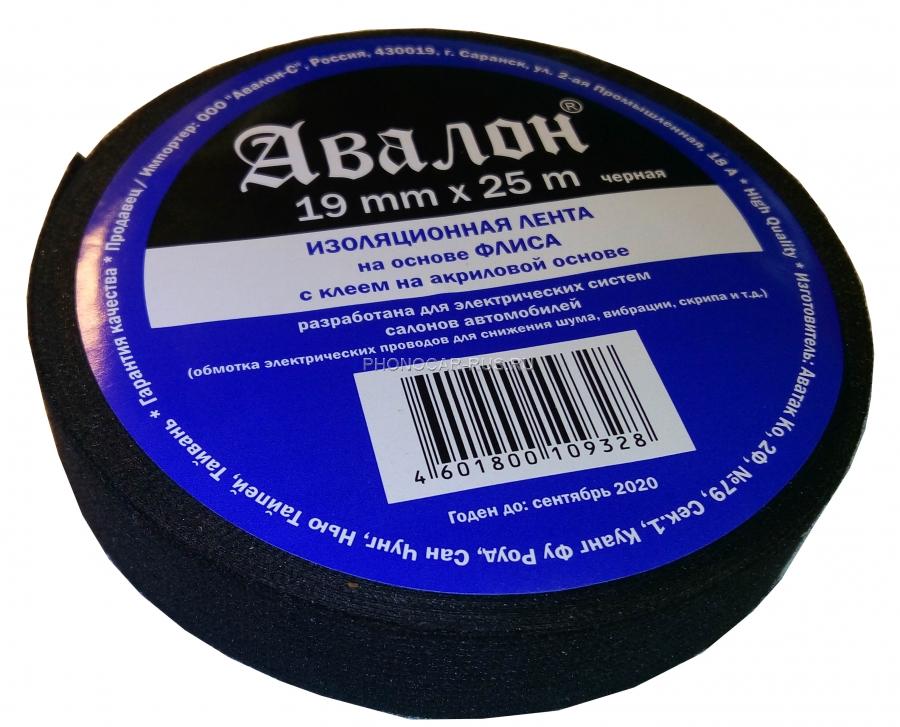 Авалон®
19 mm x 25 m черная
ИЗОЛЯЦИОННАЯ ЛЕНТА
на основе ФЛИСА
с клеем на акриловой основе
разработана для электрических систем
салонов автомобилей
(обмотка электрических проводов для снижения шума, вибрации, скрипа и т.д.)
PHONOCAR-RUS.RU
4 601800 109328
Годен до: сентябрь 2020
* Гарантия качества * Продавец / Импортер: ООО "Авалон-С", Россия, 430019, г. Саранск, ул. 2-ая Промышленная, 18 А * High Quality * Изготовитель: Аватак Ко, 2Ф, №79, Сек.1, Куанг Фу Роуд, Сан Чунг, Нью Тайпей, Тайвань